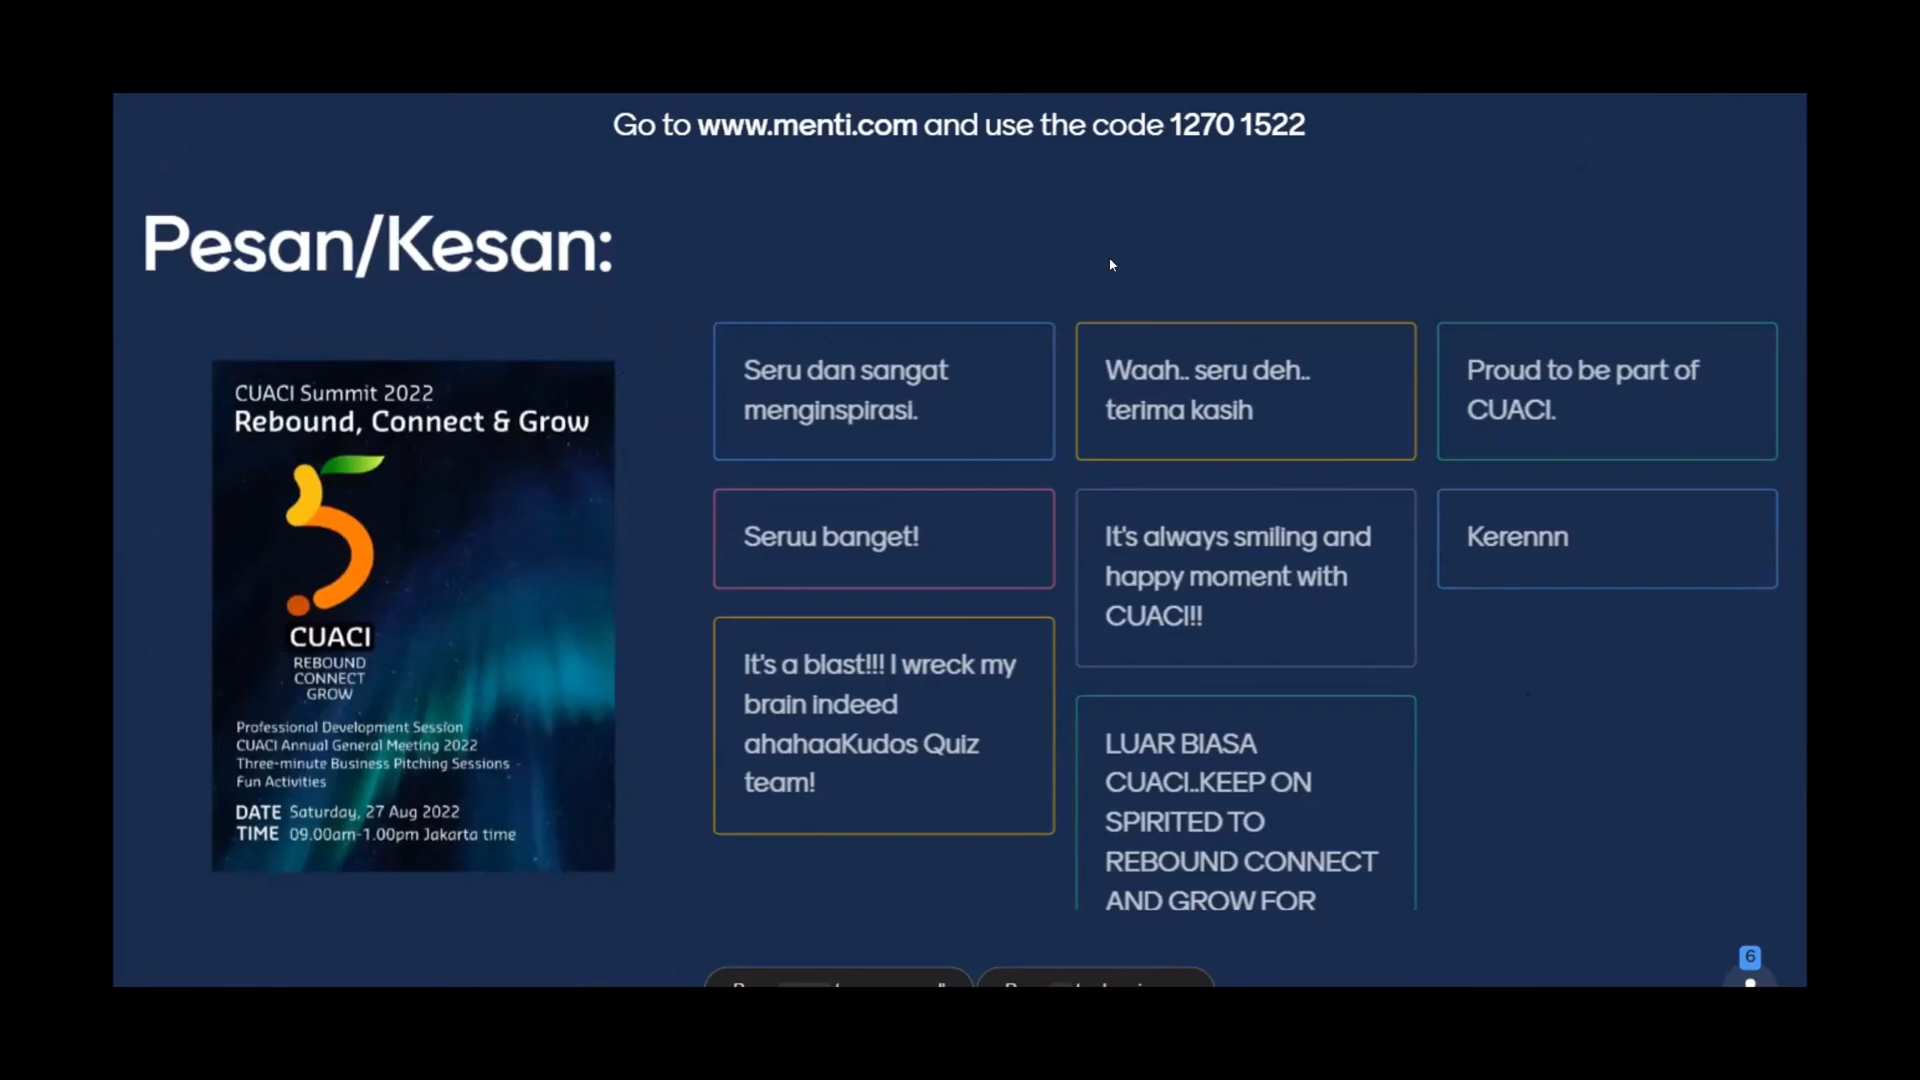 Go to www.menti.com and use the code 1270 1522
Pesan/Kesan:
CUACI Summit 2022
Rebound, Connect & Grow
CUACI
REBOUND
CONNECT
GROW
Professional Development Session
CUACI Annual General Meeting 2022
Three-minute Business Pitching Sessions
Fun Activities
DATE Saturday, 27 Aug 2022
TIME 09.00am-1.00pm Jakarta time
Seru dan sangat
menginspirasi.
Waah.. seru deh..
terima kasih
Proud to be part of
CUACI.
Seruu banget!
It's always smiling and
happy moment with
CUACI!!!
Kerennn
It's a blast!!! I wreck my
brain indeed
ahahaaKudos Quiz
team!
LUAR BIASA
CUACI..KEEP ON
SPIRITED TO
REBOUND CONNECT
AND GROW FOR
6